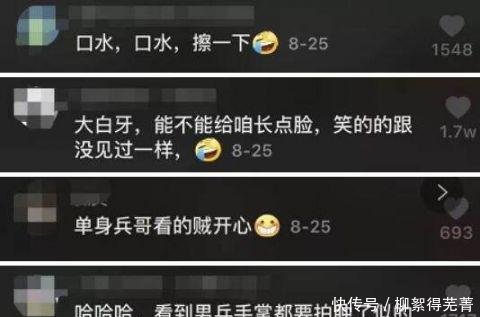 口水，口水，擦一下🤣 8-25
1548
大白牙，能不能给咱长点脸，笑的的跟
没见过一样，🤣 8-25
1.7w
单身兵哥看的贼开心😁 8-25
693
哈哈哈，看到男兵手掌都要拍
快传号／柳絮得芜菁